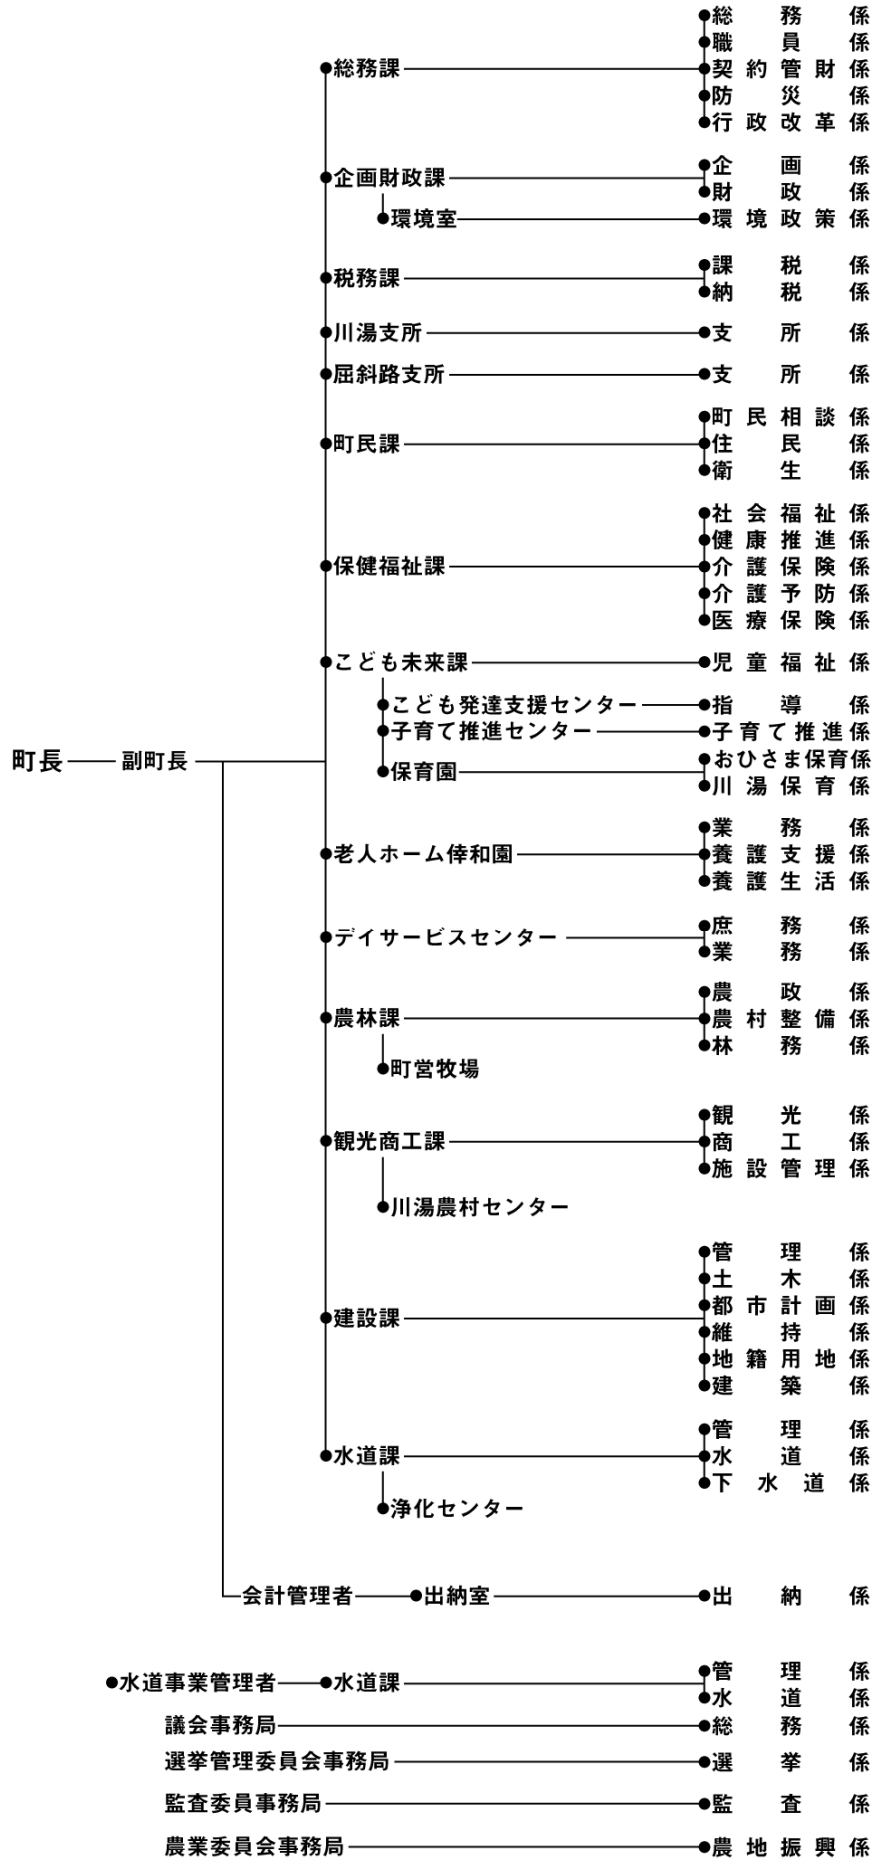 総務係
職員係
総務課 契約管財係
防災係
行政改革係
企画係
企画財政課
財政係
環境室 環境政策係
課税係
税務課
納税係
川湯支所 支所係
屈斜路支所 支所係
町民相談係
町民課 住民係
衛生係
社会福祉係
健康推進係
保健福祉課 介護保険係
介護予防係
医療保険係
こども未来課 児童福祉係
こども発達支援センター 指導係
子育て推進センター 子育て推進係
町長 副町長
おひさま保育係
保育園
川湯保育係
業務係
老人ホーム倖和園 養護支援係
養護生活係
庶務係
デイサービスセンター
業務係
農政係
農林課 農村整備係
林務係
町営牧場
観光係
観光商工課 商工係
施設管理係
川湯農村センター
管理係
土木係
建設課 都市計画係
維持係
地籍用地係
建築係
管理係
水道課 水道係
下水道係
浄化センター
会計管理者 出納室 出納係
管理係
水道事業管理者 水道課
水道係
議会事務局 総務係
選挙管理委員会事務局 選挙係
監査委員事務局 監査係
農業委員会事務局 農地振興係